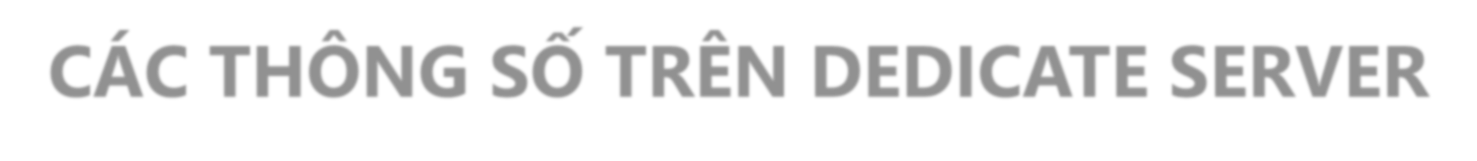 CÁC THÔNG SỐ TRÊN DEDICATE SERVER